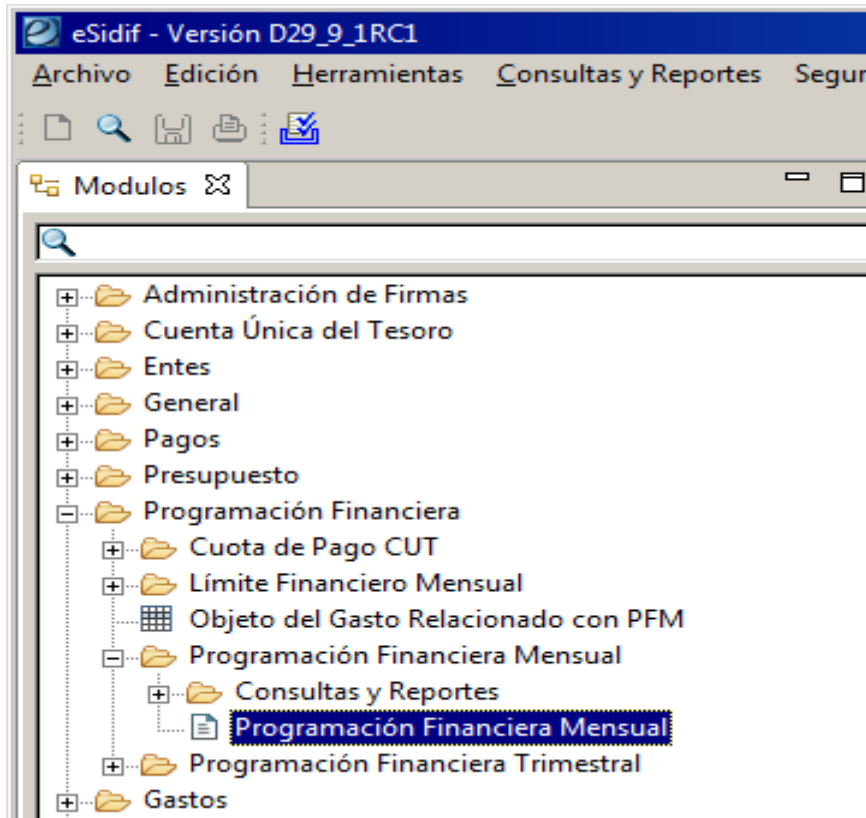 eSidif - Versión D29_9_1RC1
Archivo Edición Herramientas Consultas y Reportes Segur
Modulos
Administración de Firmas
Cuenta Única del Tesoro
Entes
General
Pagos
Presupuesto
Programación Financiera
Cuota de Pago CUT
Límite Financiero Mensual
Objeto del Gasto Relacionado con PFM
Programación Financiera Mensual
Consultas y Reportes
Programación Financiera Mensual
Programación Financiera Trimestral
Gastos